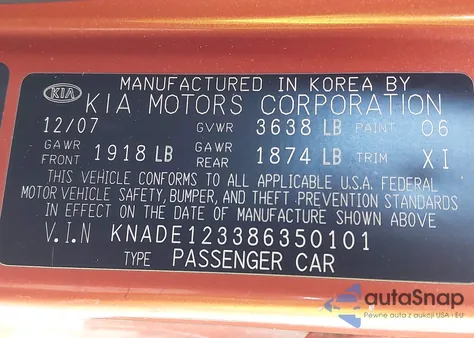 MANUFACTURED IN KOREA BY
KIA KIA MOTORS CORPORATION
12/07 GVWR 3638 LB PAINT 06
GAWR FRONT 1918 LB GAWR REAR 1874 LB TRIM XI
THIS VEHICLE CONFORMS TO ALL APPLICABLE U.S.A. FEDERAL
MOTOR VEHICLE SAFETY, BUMPER, AND THEFT PREVENTION STANDARDS
IN EFFECT ON THE DATE OF MANUFACTURE SHOWN ABOVE
V.I.N KNADE123386350101
TYPE PASSENGER CAR
autaSnap
Pewne auta z aukcji USA i EU